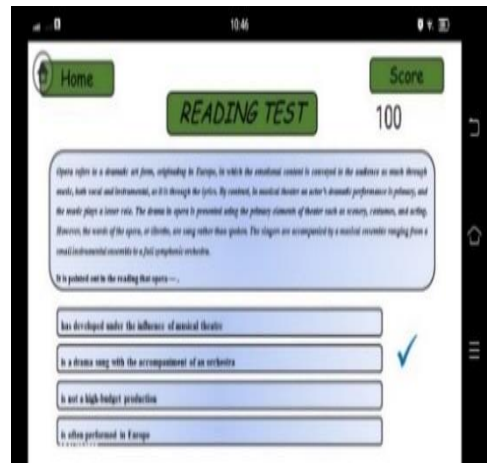 10:46
Home
Score
READING TEST
100
Opera refers to a dramatic art form, originating in Europe, in which the emotional content is conveyed to the audience as much through
music, both vocal and instrumental, as it is through the lyrics. By contrast, in musical theater an actor's dramatic performance is primary, and
the music plays a lesser role. The drama in opera is presented using the primary elements of theater such as scenery, costumes, and acting.
However, the words of the opera, or libretto, are sung rather than spoken. The singers are accompanied by a musical ensemble ranging from a
small instrumental ensemble to a full symphonic orchestra.
It is pointed out in the reading that opera —.
has developed under the influence of musical theatre
is a drama sung with the accompaniment of an orchestra
is not a high-budget production
is often performed in Europe